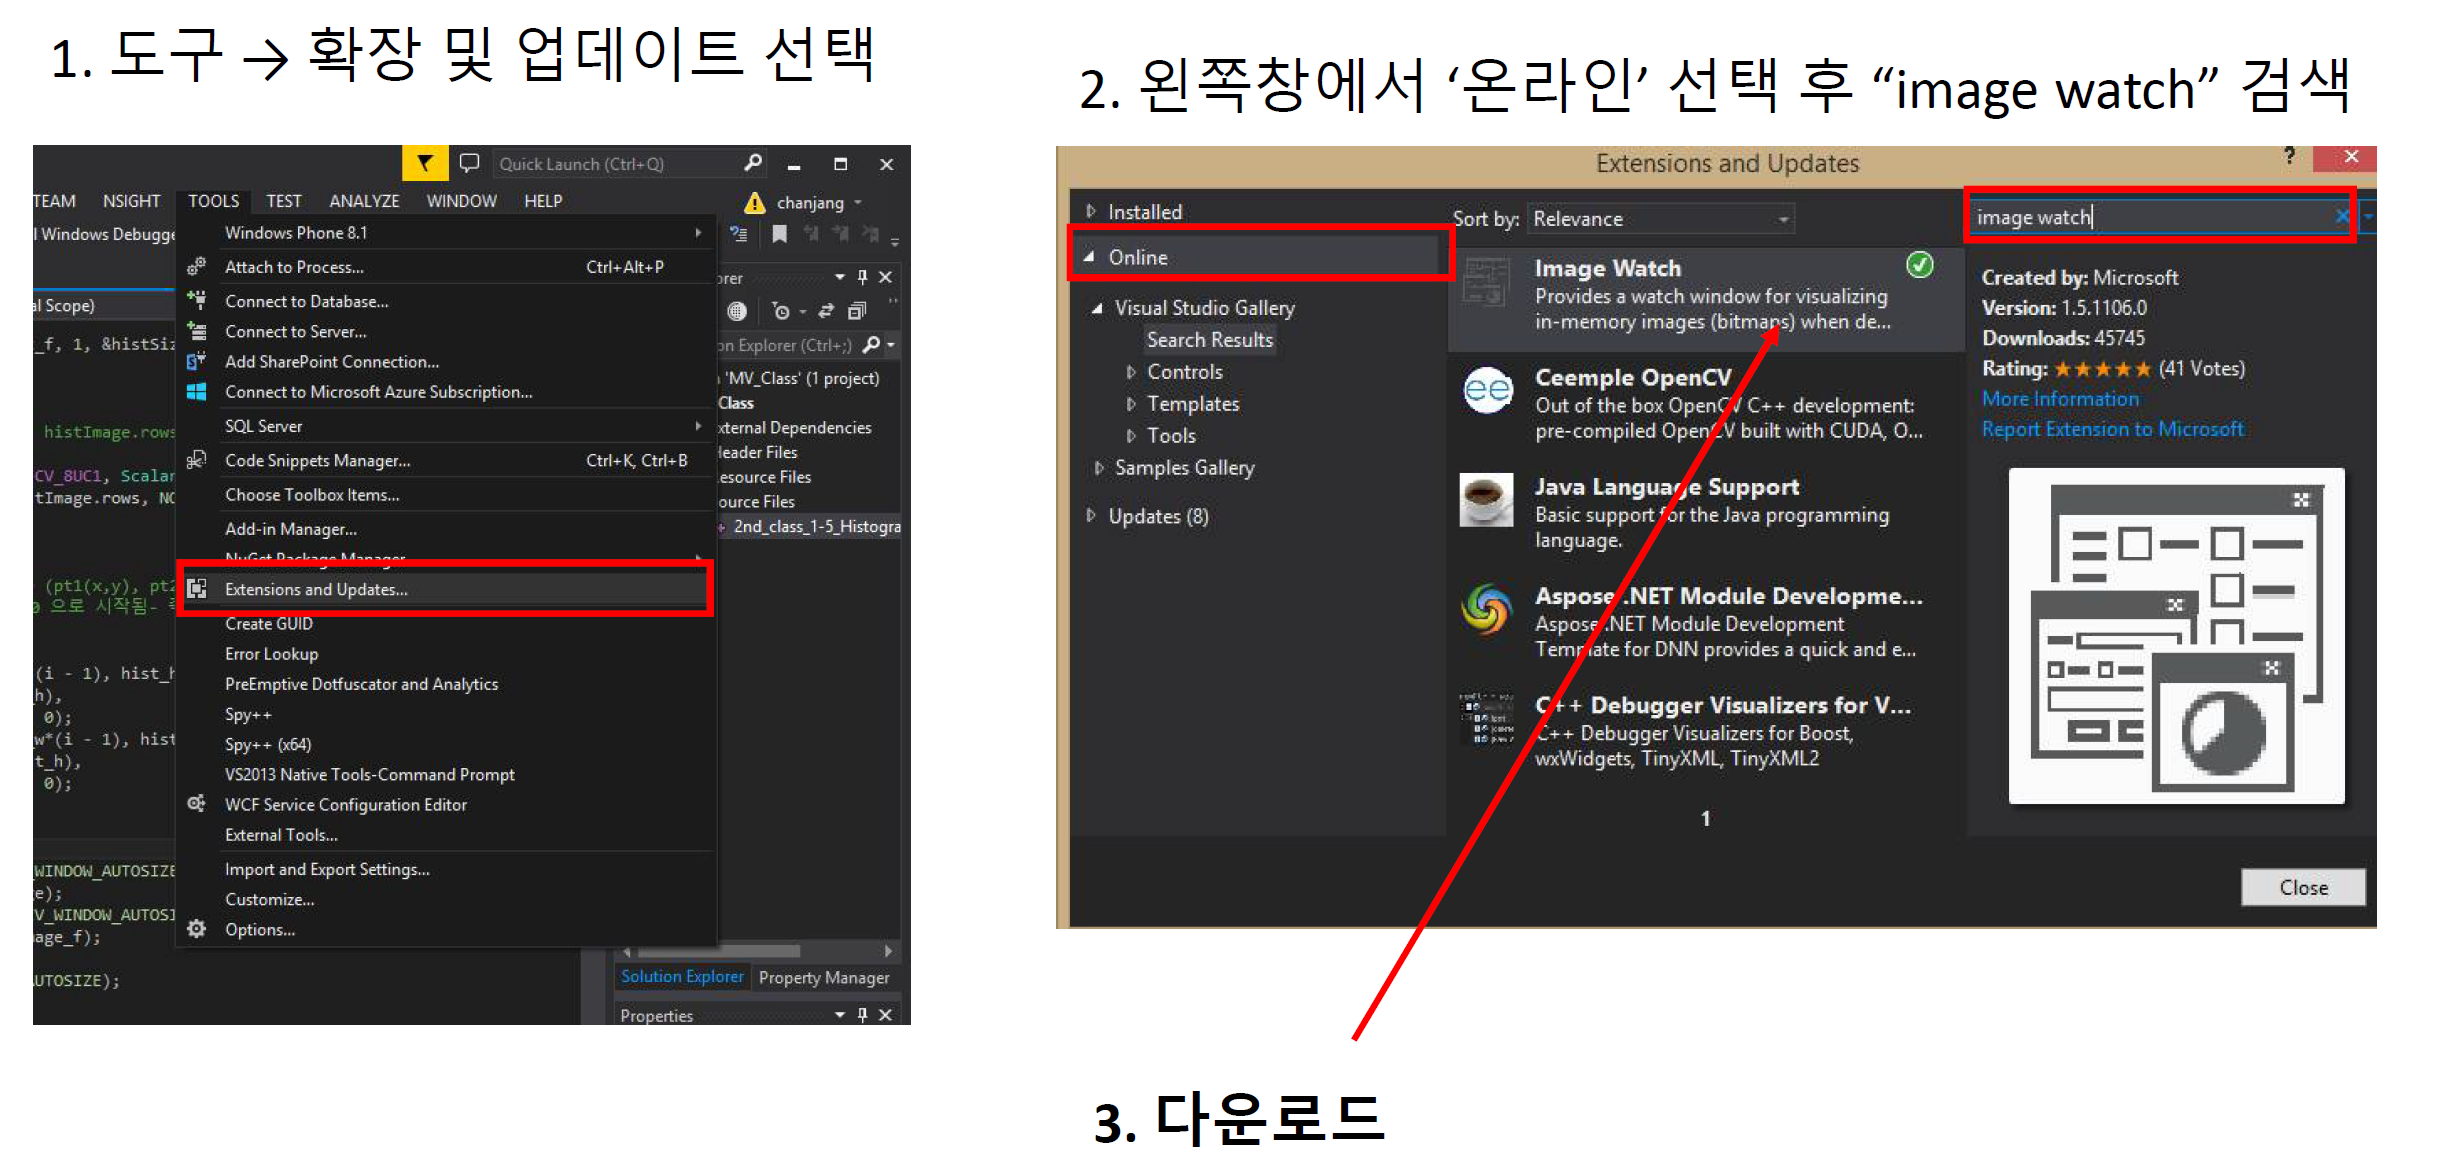 1. 도구 → 확장 및 업데이트 선택
2. 왼쪽창에서 ‘온라인’ 선택 후 “image watch” 검색
Quick Launch (Ctrl+Q)
TEAM NSIGHT TOOLS TEST ANALYZE WINDOW HELP
chanjang
l Windows Debugge
Windows Phone 8.1
Attach to Process... Ctrl+Alt+P
Connect to Database...
Connect to Server...
Add SharePoint Connection...
Connect to Microsoft Azure Subscription...
SQL Server
Code Snippets Manager... Ctrl+K, Ctrl+B
Choose Toolbox Items...
Add-in Manager...
NuGet Package Manager
Extensions and Updates...
Create GUID
Error Lookup
PreEmptive Dotfuscator and Analytics
Spy++
Spy++ (x64)
VS2013 Native Tools-Command Prompt
WCF Service Configuration Editor
External Tools...
Import and Export Settings...
Customize...
Options...
al Scope)
_f, 1, &histSiz
histImage.rows
CV_8UC1, Scalar
tImage.rows, NO
(pt1(x,y), pt2
0 으로 시작됨-
(i - 1), hist_h
h),
0);
w*(i - 1), hist
t_h),
0);
WINDOW_AUTOSIZE
e);
V_WINDOW_AUTOSI
mage_f);
AUTOSIZE);
orer
on Explorer (Ctrl+;)
'MV_Class' (1 project)
Class
xternal Dependencies
Header Files
esource Files
ource Files
2nd_class_1-5_Histogra
Solution Explorer Property Manager
Properties
Extensions and Updates
?
Installed
Online
Visual Studio Gallery
Search Results
Controls
Templates
Tools
Samples Gallery
Updates (8)
Sort by: Relevance
image watch
Image Watch
Provides a watch window for visualizing
in-memory images (bitmaps) when de...
Ceemple OpenCV
Out of the box OpenCV C++ development:
pre-compiled OpenCV built with CUDA, O...
Java Language Support
Basic support for the Java programming
language.
Aspose .NET Module Developme...
Aspose .NET Module Development
Template for DNN provides a quick and e...
C++ Debugger Visualizers for V...
C++ Debugger Visualizers for Boost,
wxWidgets, TinyXML, TinyXML2
1
Created by: Microsoft
Version: 1.5.1106.0
Downloads: 45745
Rating: ★★★★★ (41 Votes)
More Information
Report Extension to Microsoft
Close
3. 다운로드